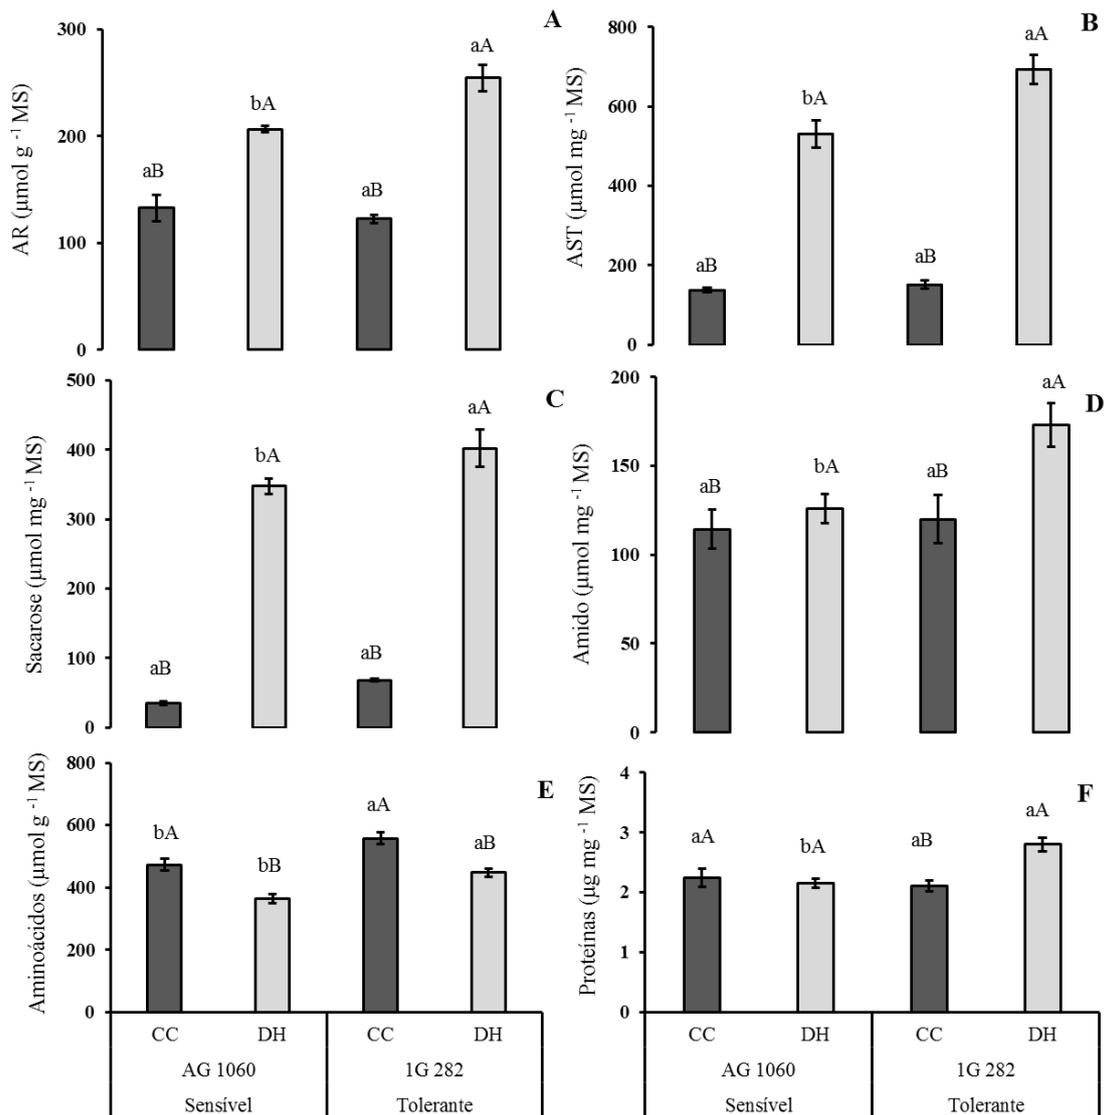 A
AR (µmol g -1 MS)
300
200
100
0
aB
bA
aB
aA
B
AST (µmol mg -1 MS)
800
600
400
200
0
aB
bA
aB
aA
C
Sacarose (µmol mg -1 MS)
500
400
300
200
100
0
aB
bA
aB
aA
D
Amido (µmol mg -1 MS)
200
150
100
50
0
aB
bA
aB
aA
E
Aminoácidos (µmol g -1 MS)
800
600
400
200
0
bA
bB
aA
aB
CC DH CC DH
AG 1060 1G 282
Sensível Tolerante
F
Proteínas (µg mg -1 MS)
4
3
2
1
0
aA
bA
aB
aA
CC DH CC DH
AG 1060 1G 282
Sensível Tolerante